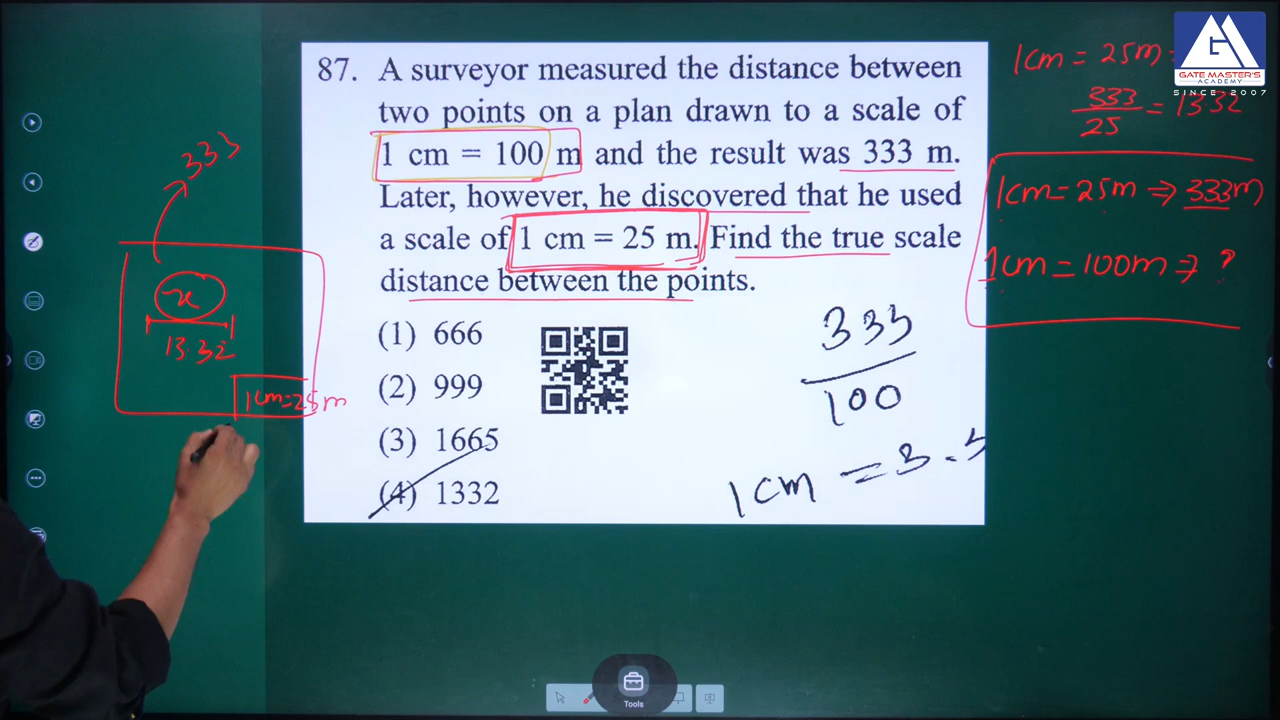 GATE MASTER'S
ACADEMY
SINCE 2007
87. A surveyor measured the distance between
two points on a plan drawn to a scale of
1 cm = 100 m and the result was 333 m.
Later, however, he discovered that he used
a scale of 1 cm = 25 m. Find the true scale
distance between the points.
(1) 666
(2) 999
(3) 1665
(4) 1332
333
100
1 cm = 3.3
1cm = 25m =
333
25
= 13.32
1cm = 25m ⇒ 333m
1cm = 100m ⇒ ?
333
x
13.32
1cm=25m
Tools